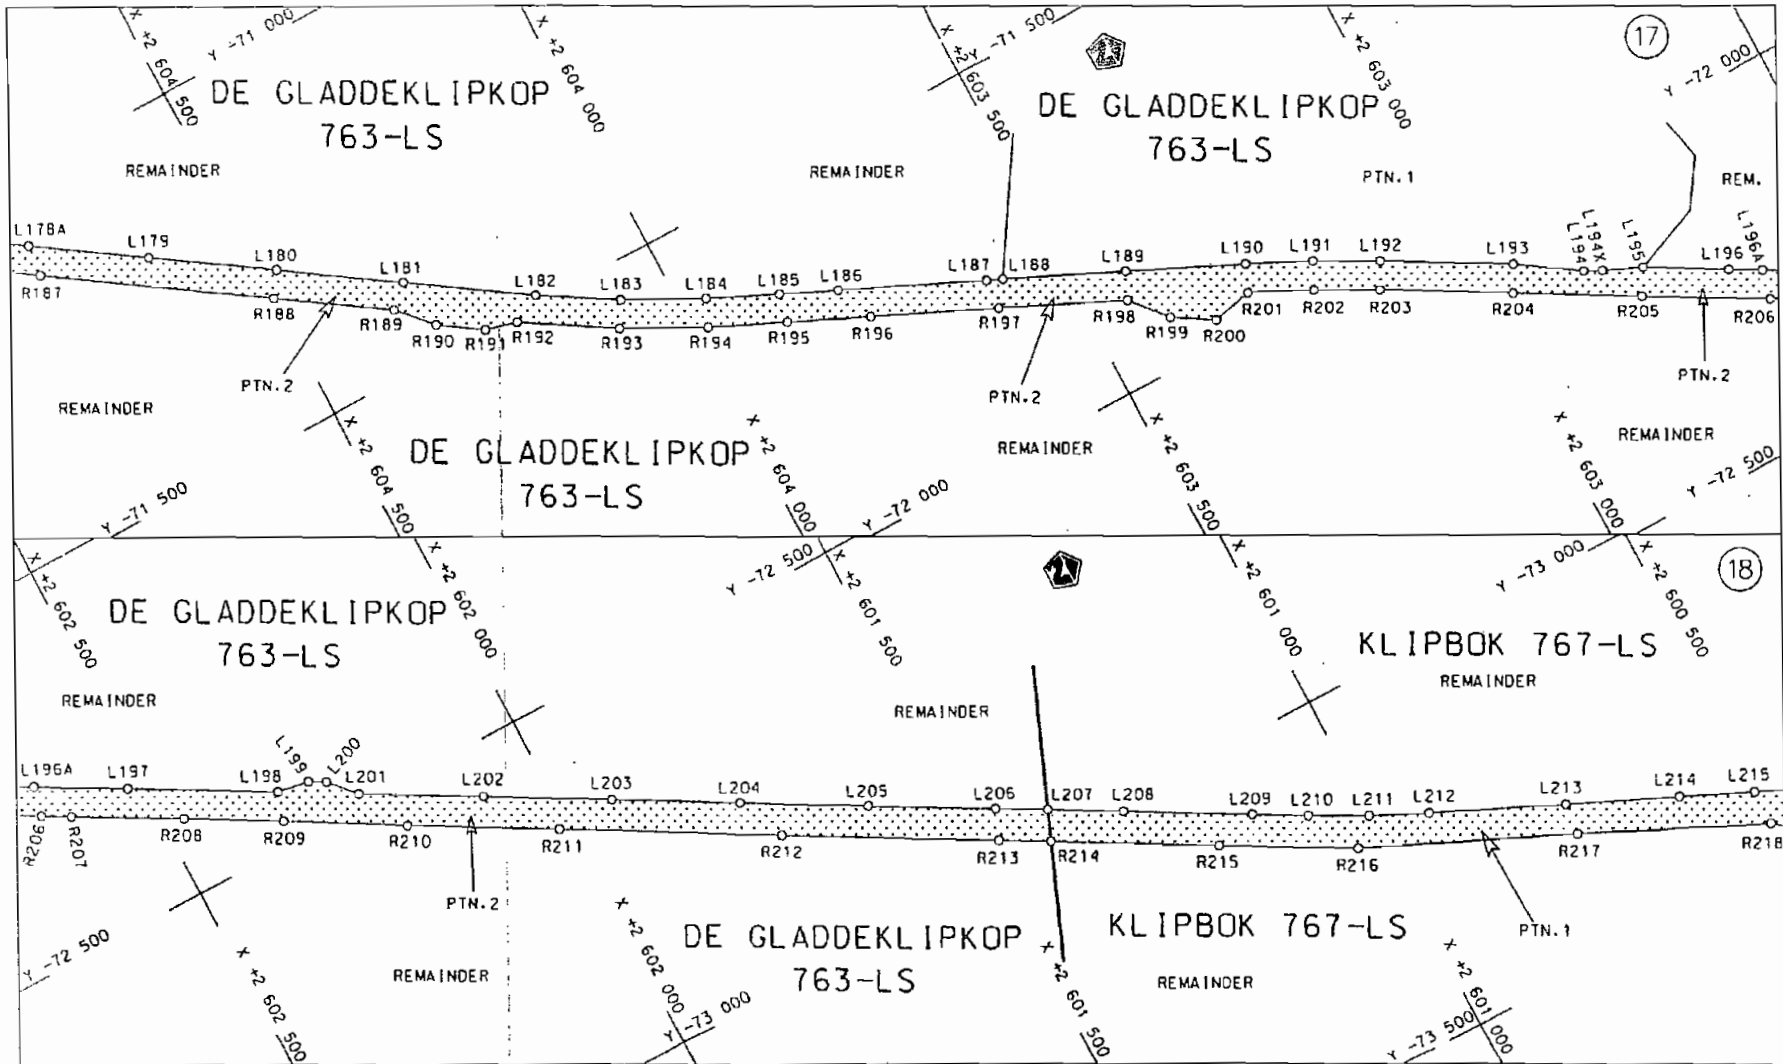 X +2 604 500
Y -71 000
X +2 604 000
X +2 603 500
Y -71 500
X +2 603 000
17
Y -72 000
DE GLADDEKLIPKOP
763-LS
DE GLADDEKLIPKOP
763-LS
REMAINDER
REMAINDER
PTN.1
REM.
L178A
L179
L180
L181
L182
L183
L184
L185
L186
L187
L188
L189
L190
L191
L192
L193
L194
L194X
L195
L196
L196A
R187
R188
R189
R190
R191
R192
R193
R194
R195
R196
R197
R198
R199
R200
R201
R202
R203
R204
R205
R206
PTN.2
PTN.2
PTN.2
REMAINDER
REMAINDER
REMAINDER
DE GLADDEKLIPKOP
763-LS
Y -71 500
X +2 604 500
X +2 604 000
Y -72 000
X +2 603 500
X +2 603 000
Y -72 500
X +2 602 500
X +2 602 000
Y -72 500
X +2 601 500
X +2 601 000
Y -73 000
X +2 600 500
18
DE GLADDEKLIPKOP
763-LS
KLIPBOK 767-LS
REMAINDER
REMAINDER
REMAINDER
L196A
L197
L198
L199
L200
L201
L202
L203
L204
L205
L206
L207
L208
L209
L210
L211
L212
L213
L214
L215
R206
R207
R208
R209
R210
R211
R212
R213
R214
R215
R216
R217
R218
PTN.2
PTN.1
DE GLADDEKLIPKOP
763-LS
KLIPBOK 767-LS
REMAINDER
REMAINDER
Y -72 500
X +2 602 500
X +2 602 000
Y -73 000
X +2 601 500
Y -73 500
X +2 601 000